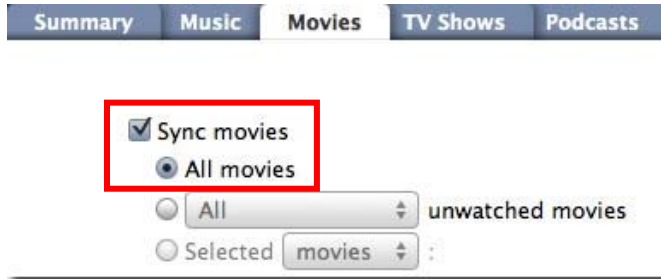 Summary Music Movies TV Shows Podcasts
Sync movies
All movies
All unwatched movies
Selected movies :